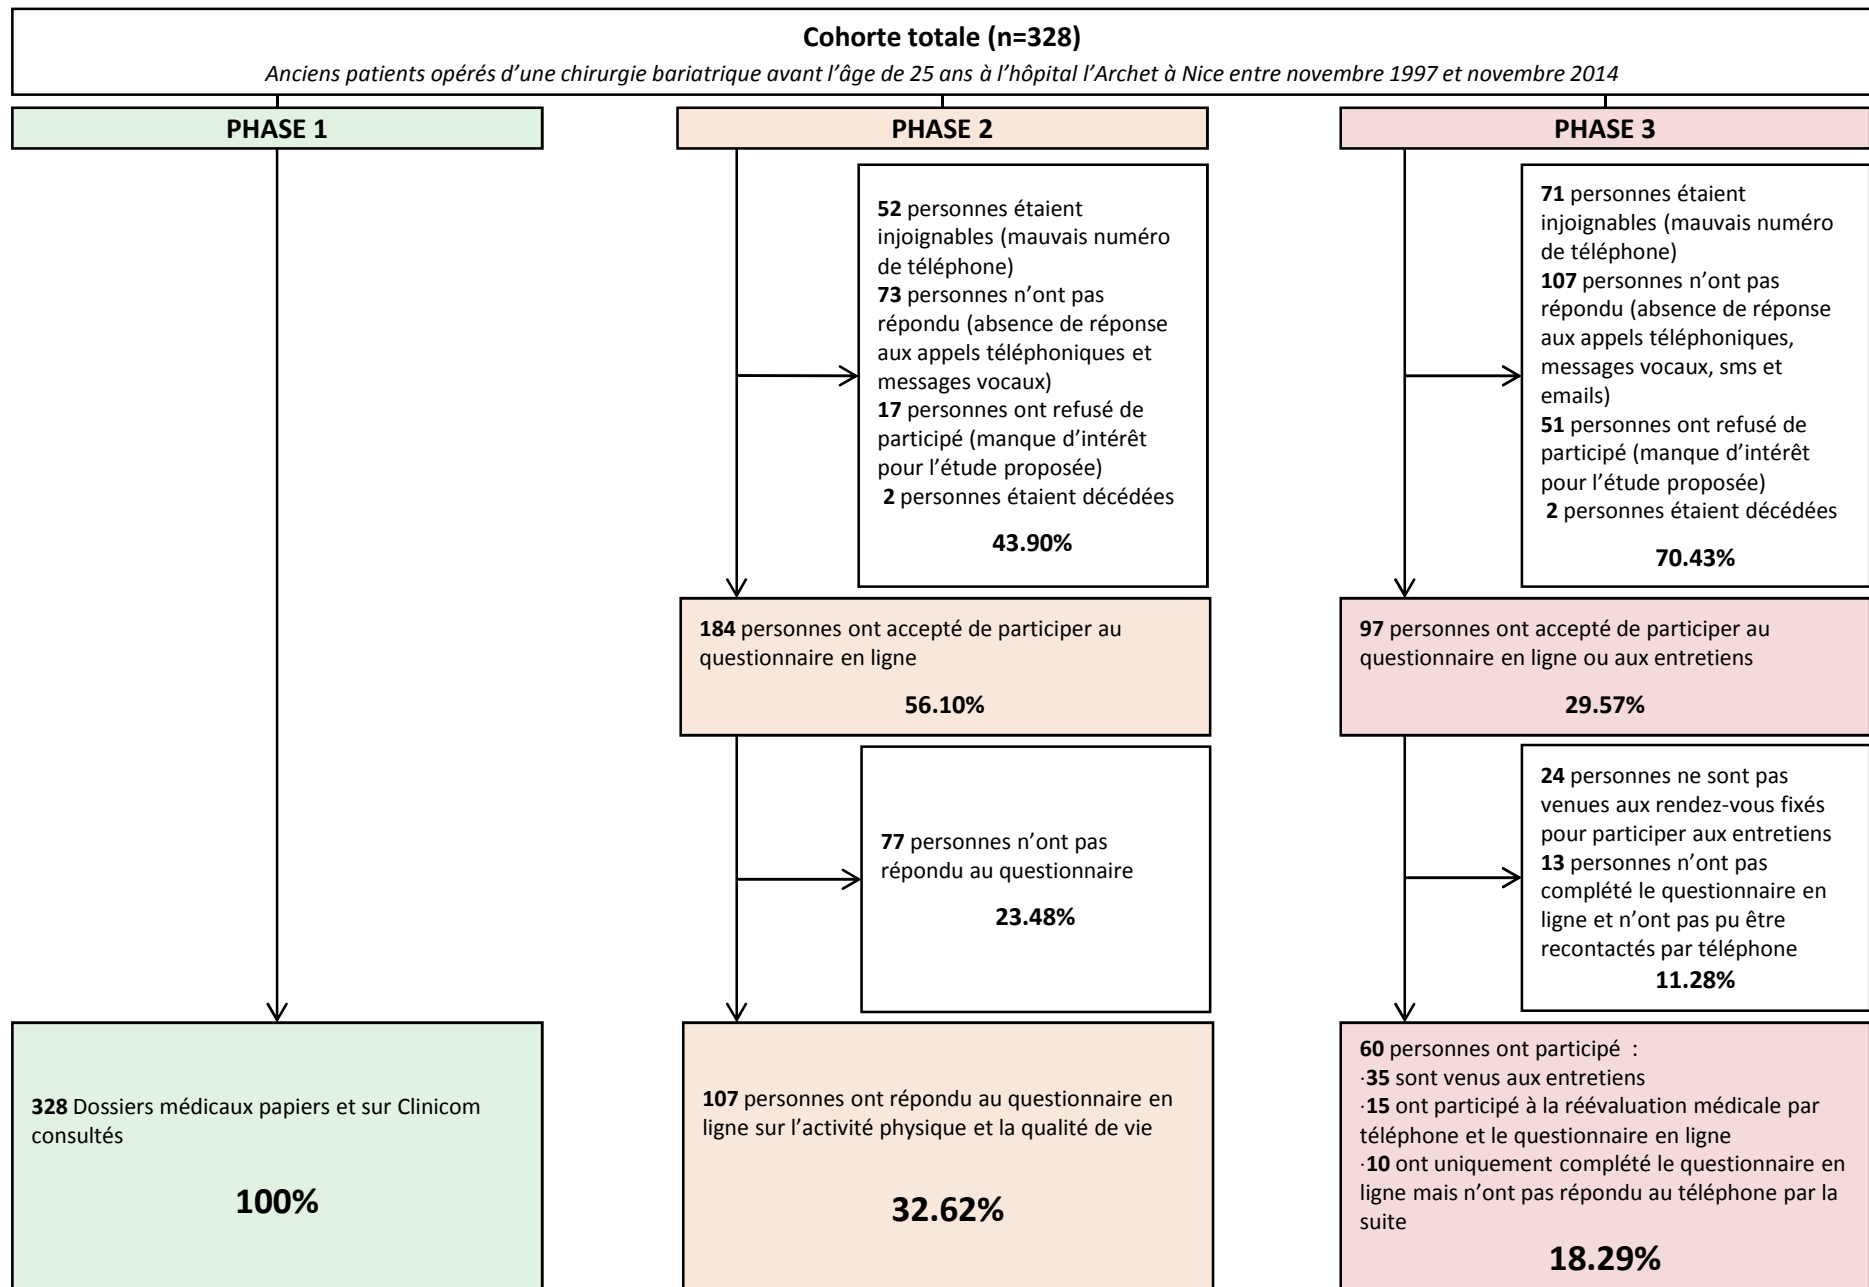 Cohorte totale (n=328)
Anciens patients opérés d’une chirurgie bariatrique avant l’âge de 25 ans à l’hôpital l’Archet à Nice entre novembre 1997 et novembre 2014
PHASE 1
328 Dossiers médicaux papiers et sur Clinicom
consultés
100%
PHASE 2
52 personnes étaient
injoignables (mauvais numéro
de téléphone)
73 personnes n’ont pas
répondu (absence de réponse
aux appels téléphoniques et
messages vocaux)
17 personnes ont refusé de
participé (manque d’intérêt
pour l’étude proposée)
2 personnes étaient décédées
43.90%
184 personnes ont accepté de participer au
questionnaire en ligne
56.10%
77 personnes n’ont pas
répondu au questionnaire
23.48%
107 personnes ont répondu au questionnaire en
ligne sur l’activité physique et la qualité de vie
32.62%
PHASE 3
71 personnes étaient
injoignables (mauvais numéro
de téléphone)
107 personnes n’ont pas
répondu (absence de réponse
aux appels téléphoniques,
messages vocaux, sms et
emails)
51 personnes ont refusé de
participé (manque d’intérêt
pour l’étude proposée)
2 personnes étaient décédées
70.43%
97 personnes ont accepté de participer au
questionnaire en ligne ou aux entretiens
29.57%
24 personnes ne sont pas
venues aux rendez-vous fixés
pour participer aux entretiens
13 personnes n’ont pas
complété le questionnaire en
ligne et n’ont pas pu être
recontactés par téléphone
11.28%
60 personnes ont participé :
·35 sont venus aux entretiens
·15 ont participé à la réévaluation médicale par
téléphone et le questionnaire en ligne
·10 ont uniquement complété le questionnaire en
ligne mais n’ont pas répondu au téléphone par la
suite
18.29%